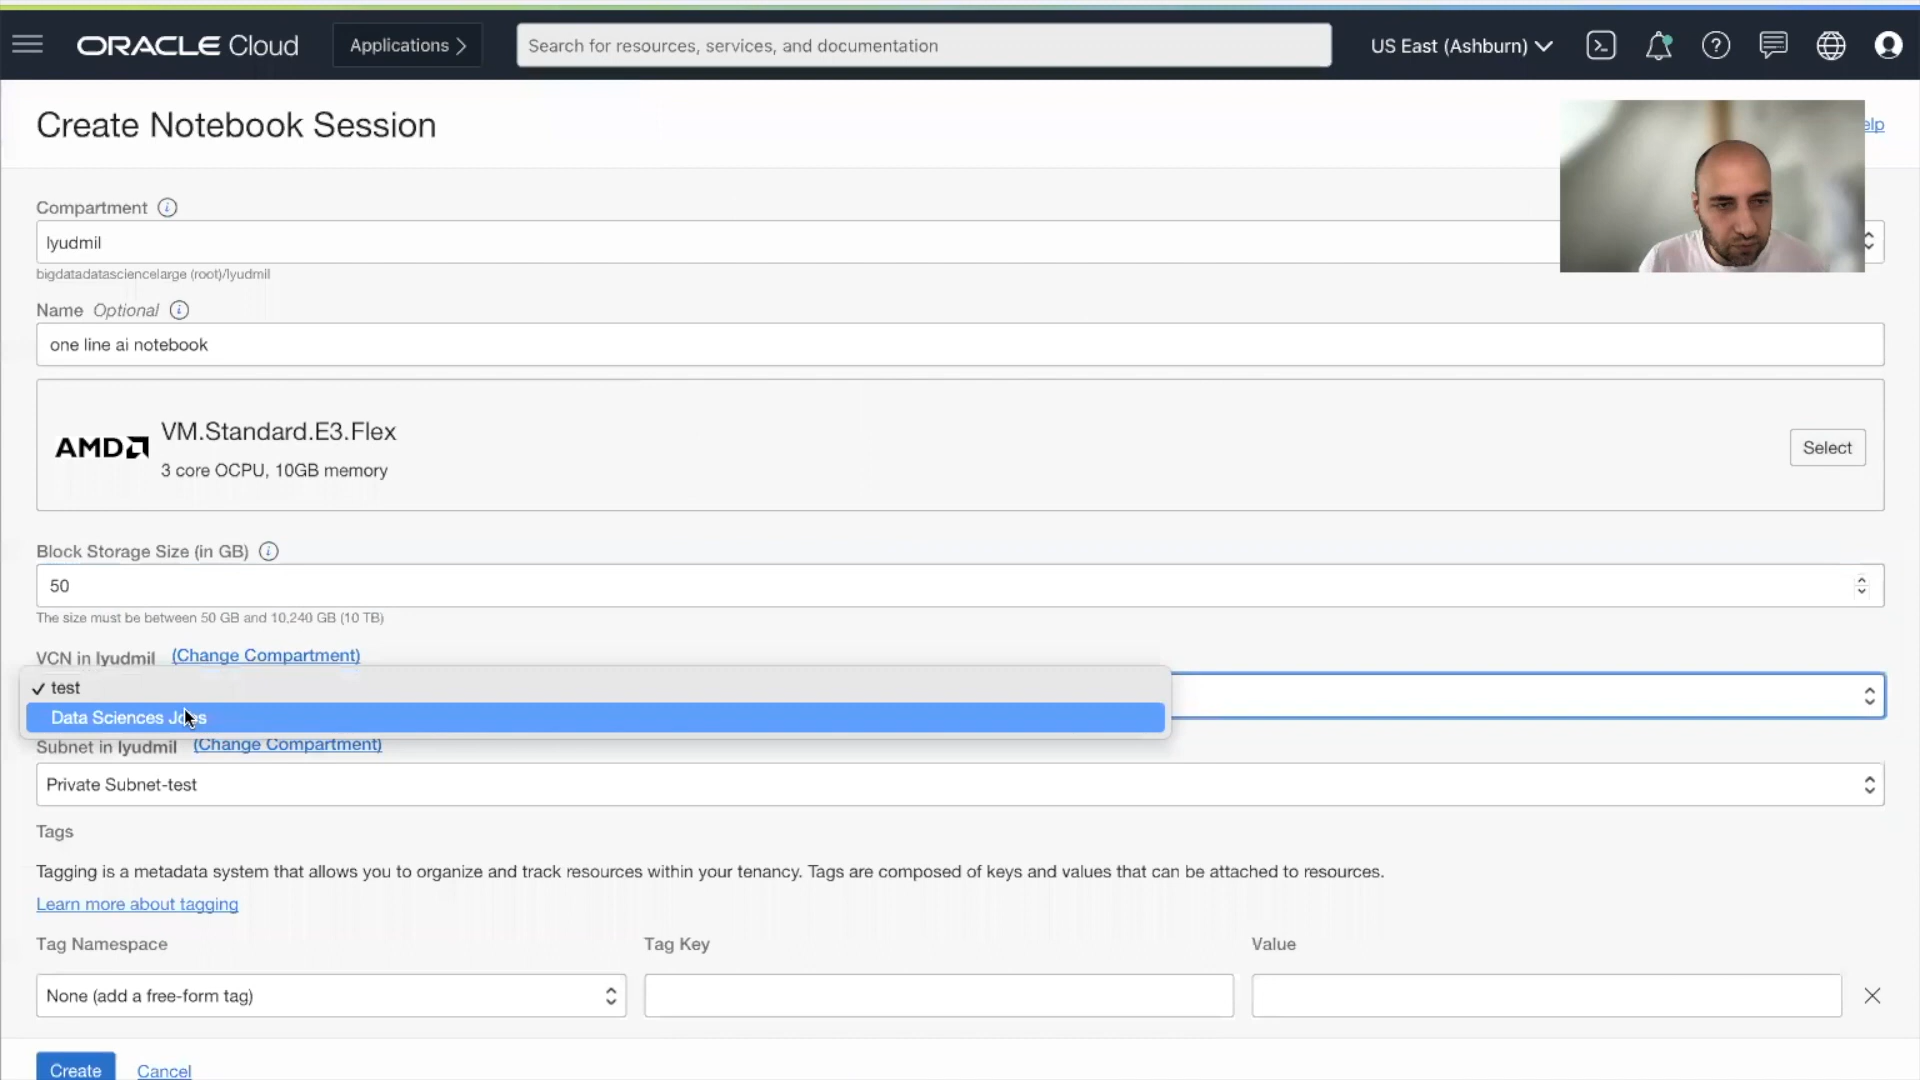 ORACLE Cloud
Applications
Search for resources, services, and documentation
US East (Ashburn)
Create Notebook Session
elp
Compartment
lyudmil
bigdatadatasciencelarge (root)/lyudmil
Name Optional
one line ai notebook
AMD
VM.Standard.E3.Flex
3 core OCPU, 10GB memory
Select
Block Storage Size (in GB)
50
The size must be between 50 GB and 10,240 GB (10 TB)
VCN in lyudmil (Change Compartment)
test
Data Sciences Jobs
Subnet in lyudmil (Change Compartment)
Private Subnet-test
Tags
Tagging is a metadata system that allows you to organize and track resources within your tenancy. Tags are composed of keys and values that can be attached to resources.
Learn more about tagging
Tag Namespace
Tag Key
Value
None (add a free-form tag)
Create
Cancel